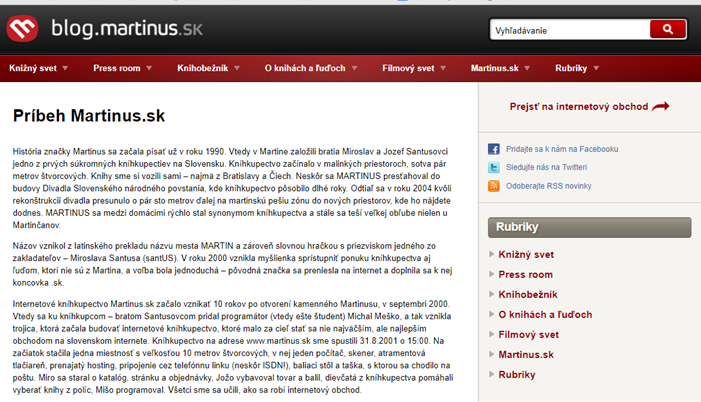 blog.martinus.sk
Vyhľadávanie
Knižný svet Press room Knihobežník O knihách a ľuďoch Filmový svet Martinus.sk Rubriky
Príbeh Martinus.sk
História značky Martinus sa začala písať už v roku 1990. Vtedy v Martine založili bratia Miroslav a Jozef Santusovci
jedno z prvých súkromných kníhkupectiev na Slovensku. Kníhkupectvo začínalo v malinkých priestoroch, sotva pár
metrov štvorcových. Knihy sme si vozili sami – najmä z Bratislavy a Čiech. Neskôr sa MARTINUS presťahoval do
budovy Divadla Slovenského národného povstania, kde kníhkupectvo pôsobilo dlhé roky. Odtiaľ sa v roku 2004 kvôli
rekonštrukcii divadla presunulo o pár sto metrov ďalej na martinskú pešiu zónu do nových priestorov, kde ho nájdete
dodnes. MARTINUS sa medzi domácimi rýchlo stal synonymom kníhkupectva a stále sa teší veľkej obľube nielen u
Martinčanov.
Názov vznikol z latinského prekladu názvu mesta MARTIN a zároveň slovnou hračkou s priezviskom jedného zo
zakladateľov – Miroslava Santusa (santUS). V roku 2000 vznikla myšlienka sprístupniť ponuku kníhkupectva aj
ľuďom, ktorí nie sú z Martina, a voľba bola jednoduchá – pôvodná značka sa preniesla na internet a doplnila sa k nej
koncovka .sk.
Internetové kníhkupectvo Martinus.sk začalo vznikať 10 rokov po otvorení kamenného Martinusu, v septembri 2000.
Vtedy sa ku kníhkupcom – bratom Santusovcom pridal programátor (vtedy ešte študent) Michal Meško, a tak vznikla
trojica, ktorá začala budovať internetové kníhkupectvo, ktoré malo za cieľ stať sa nie najväčším, ale najlepším
obchodom na slovenskom internete. Kníhkupectvo na adrese www.martinus.sk sme spustili 31.8.2001 o 15:00. Na
začiatok stačila jedna miestnosť s veľkosťou 10 metrov štvorcových, v nej jeden počítač, skener, atramentová
tlačiareň, prenajatý hosting, pripojenie cez telefónnu linku (neskôr ISDN!), baliaci stôl a taška, s ktorou sa chodilo na
poštu. Miro sa staral o katalóg, stránku a objednávky, Jožo vybavoval tovar a balil, dievčatá z kníhkupectva pomáhali
vyberať knihy z políc, Mišo programoval. Všetci sme sa učili, ako sa robí internetový obchod.
Prejsť na internetový obchod
Pridajte sa k nám na Facebooku
Sledujte nás na Twitteri
Odoberajte RSS novinky
Rubriky
Knižný svet
Press room
Knihobežník
O knihách a ľuďoch
Filmový svet
Martinus.sk
Rubriky